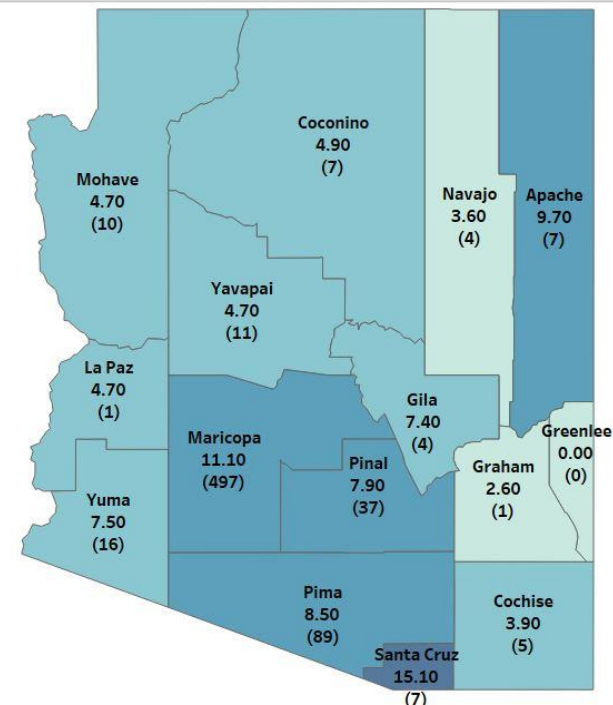 Coconino
4.90
(7)
Mohave
4.70
(10)
Navajo
3.60
(4)
Apache
9.70
(7)
Yavapai
4.70
(11)
La Paz
4.70
(1)
Gila
7.40
(4)
Maricopa
11.10
(497)
Pinal
7.90
(37)
Graham
2.60
(1)
Greenlee
0.00
(0)
Yuma
7.50
(16)
Pima
8.50
(89)
Cochise
3.90
(5)
Santa Cruz
15.10
(7)